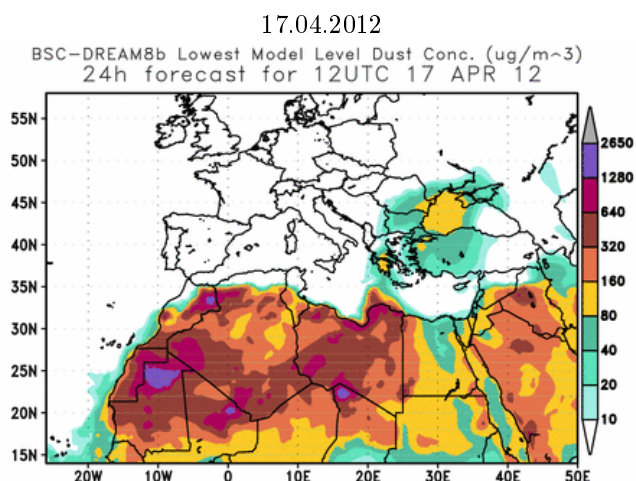 17.04.2012
BSC-DREAM8b Lowest Model Level Dust Conc. (ug/m^3)
24h forecast for 12UTC 17 APR 12
55N
50N
45N
40N
35N
30N
25N
20N
15N
20W
10W
0
10E
20E
30E
40E
50E
2650
1280
640
320
160
80
40
20
10